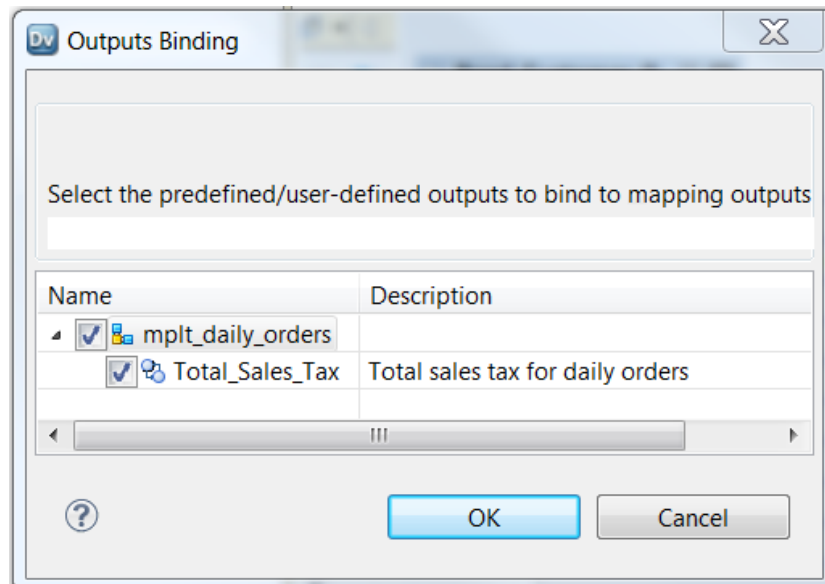 Dv Outputs Binding
Select the predefined/user-defined outputs to bind to mapping outputs
Name Description
mplt_daily_orders
Total_Sales_Tax Total sales tax for daily orders
? OK Cancel